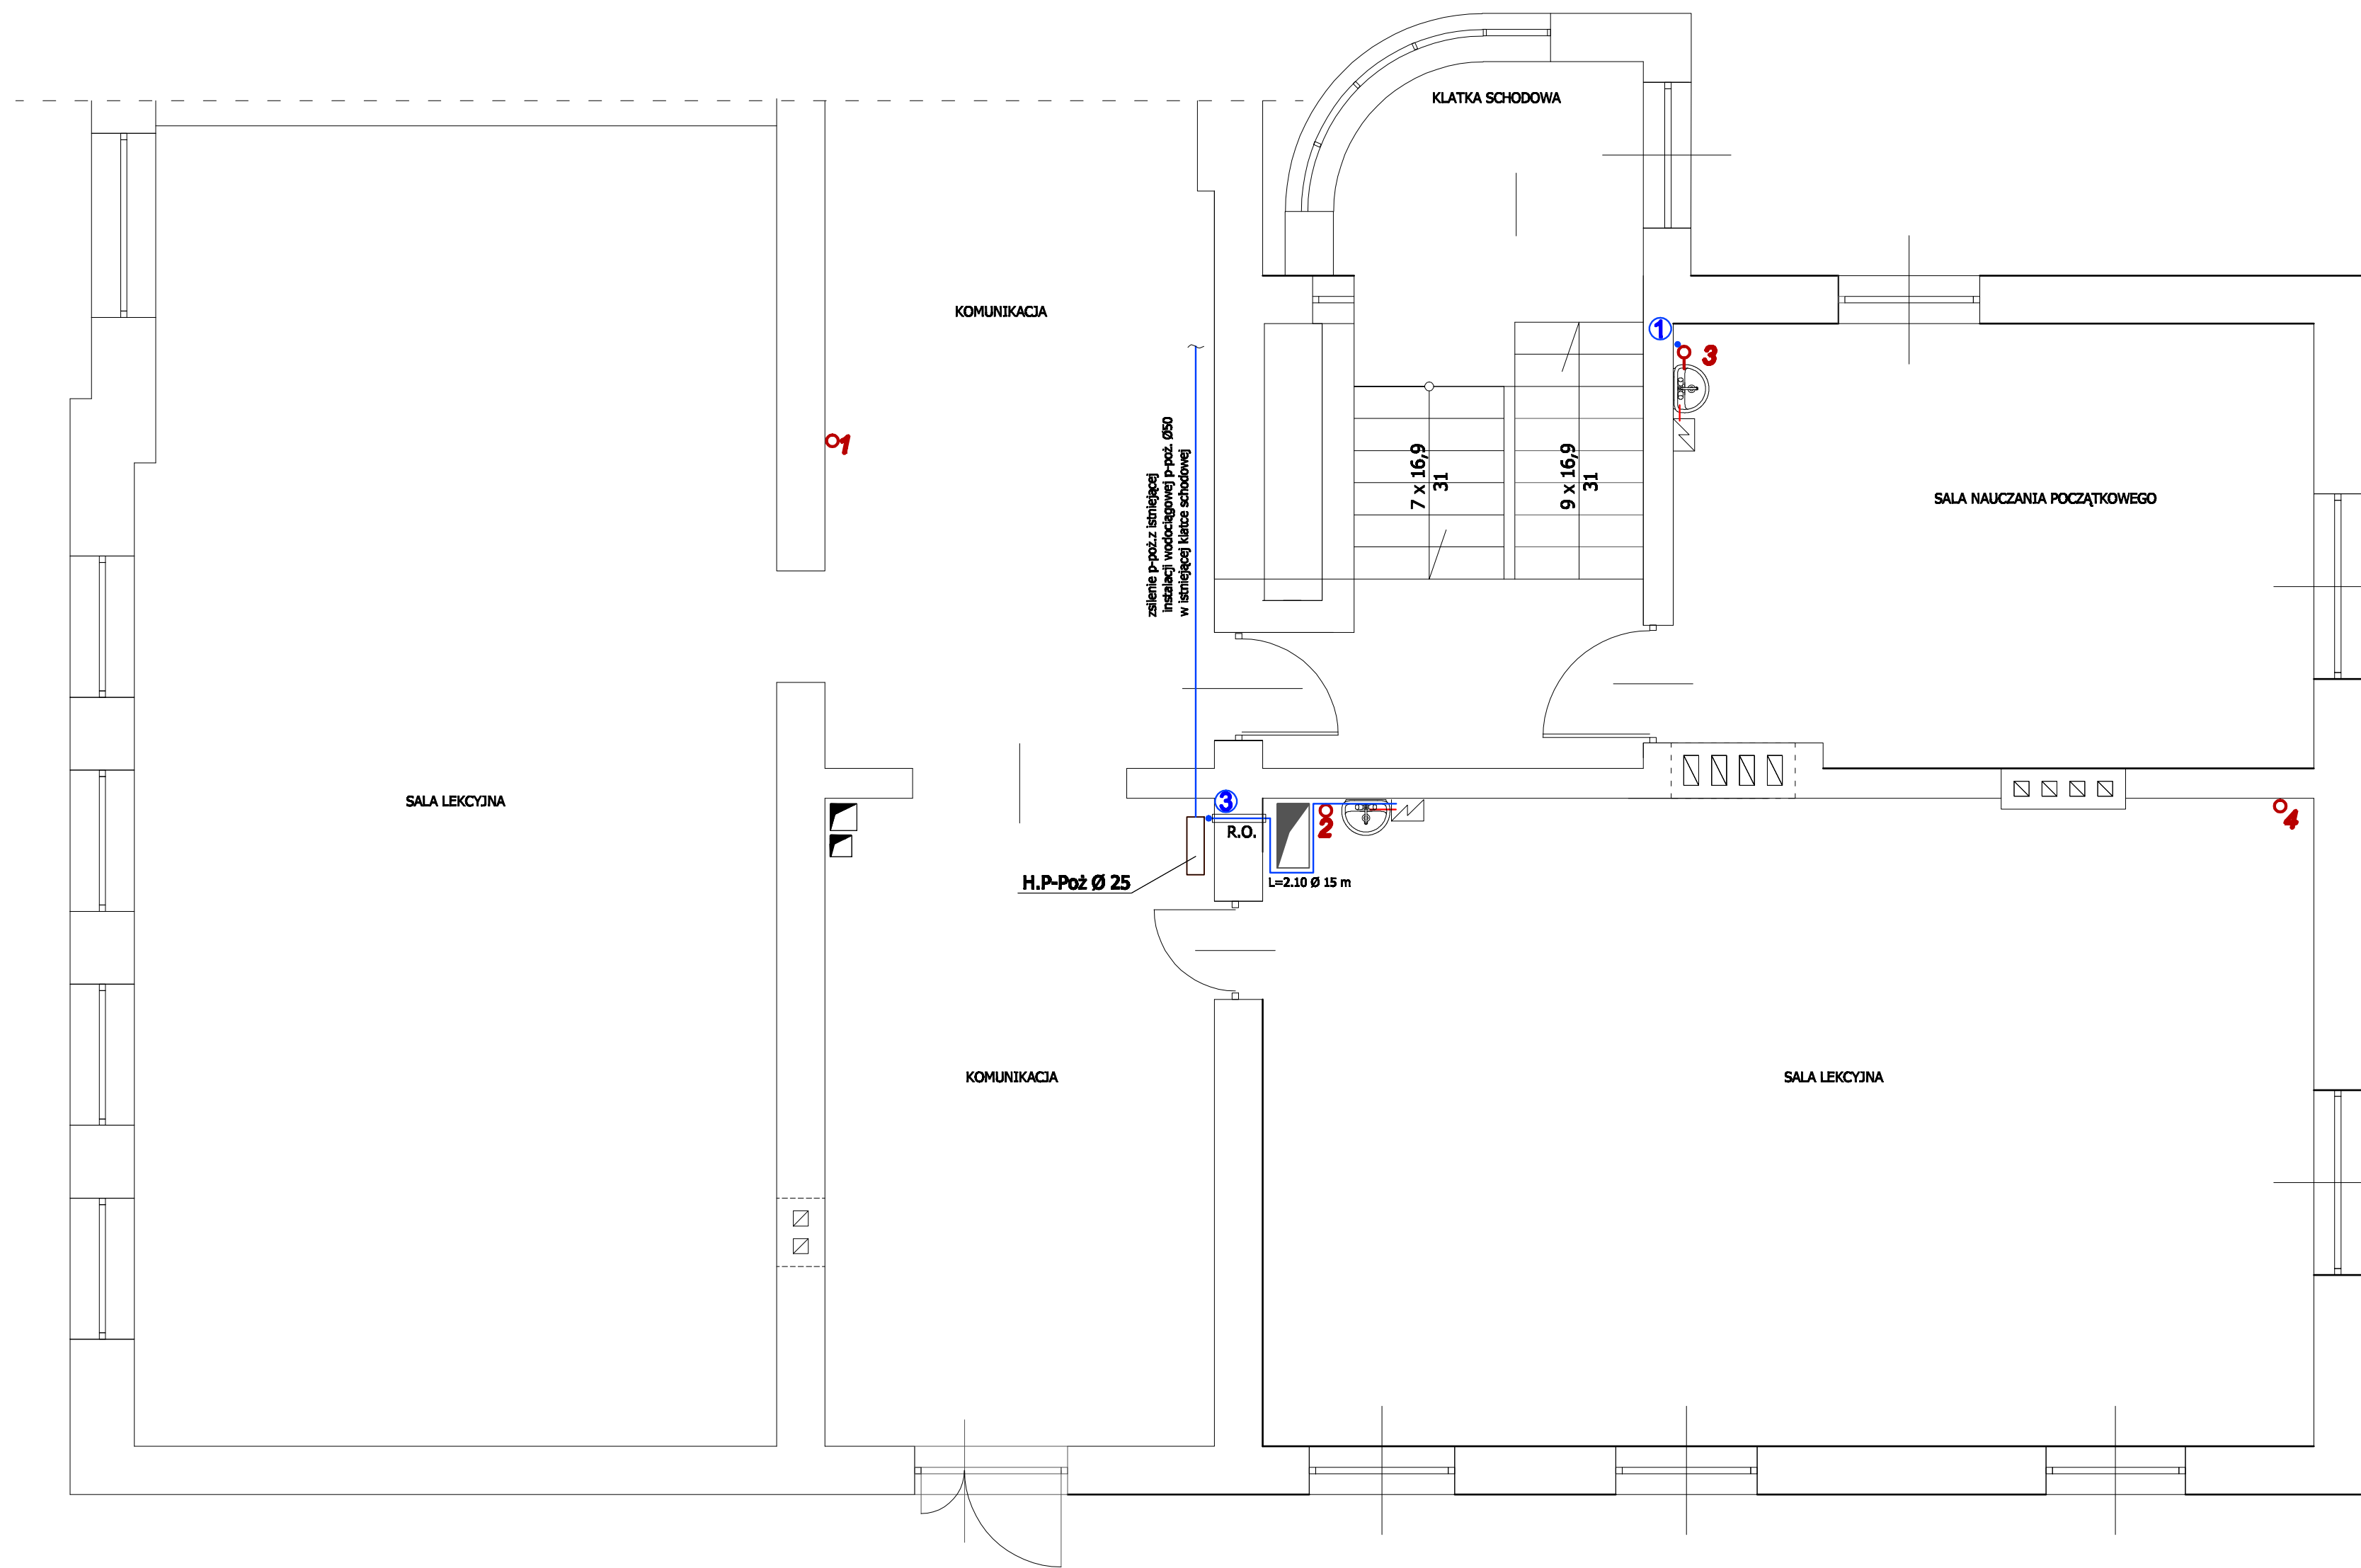 KLATKA SCHODOWA
KOMUNIKACJA
1
3
1
zsilenie p-poż.z istniejącej
instalacji wodociągowej p-poż. Ø50
w istniejącej klatce schodowej
7 x 16,9
31
9 x 16,9
31
SALA NAUCZANIA POCZĄTKOWEGO
SALA LEKCYJNA
3
R.O.
2
4
H.P-Poż Ø 25
L=2.10 Ø 15 m
KOMUNIKACJA
SALA LEKCYJNA